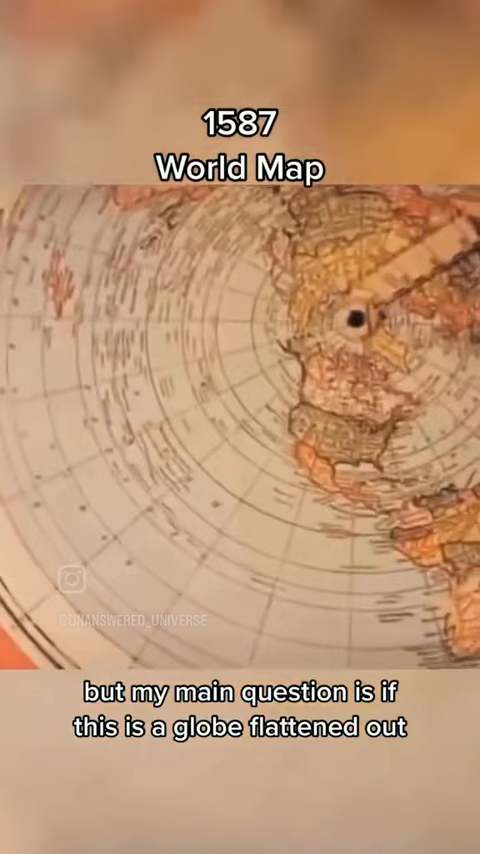 1587
World Map
@UNANSWERED_UNIVERSE
but my main question is if
this is a globe flattened out